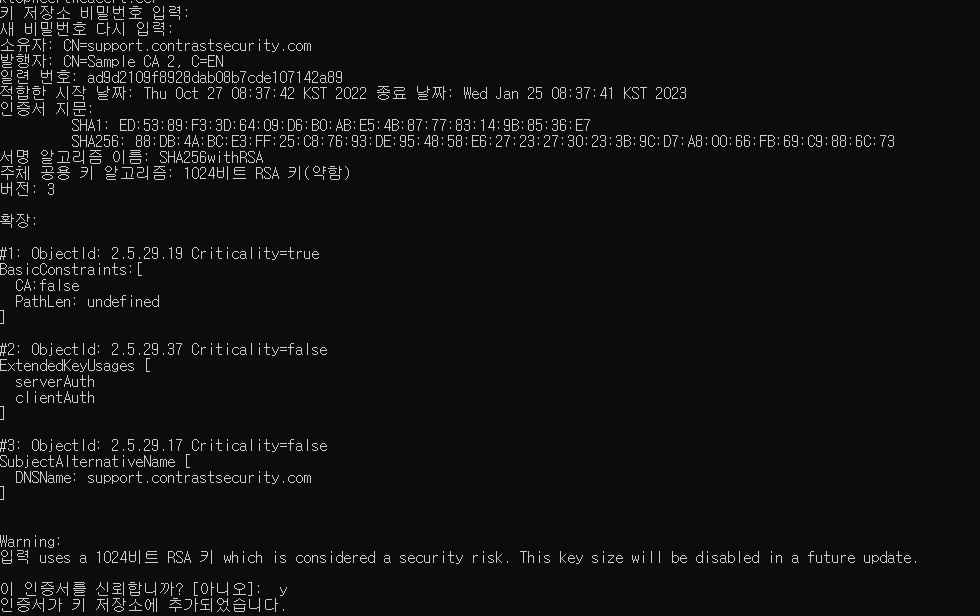 키 저장소 비밀번호 입력:
새 비밀번호 다시 입력:
소유자: CN=support.contrastsecurity.com
발행자: CN=Sample CA 2, C=EN
일련 번호: ad9d2109f8928dab08b7cde107142a89
적합한 시작 날짜: Thu Oct 27 08:37:42 KST 2022 종료 날짜: Wed Jan 25 08:37:41 KST 2023
인증서 지문:
SHA1: ED:53:89:F3:3D:64:09:D6:B0:AB:E5:4B:87:77:83:14:9B:85:36:E7
SHA256: 88:DB:4A:BC:E3:FF:25:C8:76:93:DE:95:48:58:E6:27:23:27:30:23:3B:9C:D7:A8:00:66:FB:69:C9:88:6C:73
서명 알고리즘 이름: SHA256withRSA
주체 공용 키 알고리즘: 1024비트 RSA 키(약함)
버전: 3
확장:
#1: ObjectId: 2.5.29.19 Criticality=true
BasicConstraints:[
CA:false
PathLen: undefined
]
#2: ObjectId: 2.5.29.37 Criticality=false
ExtendedKeyUsages [
serverAuth
clientAuth
]
#3: ObjectId: 2.5.29.17 Criticality=false
SubjectAlternativeName [
DNSName: support.contrastsecurity.com
]
Warning:
입력 uses a 1024비트 RSA 키 which is considered a security risk. This key size will be disabled in a future update.
이 인증서를 신뢰합니까? [아니오]: y
인증서가 키 저장소에 추가되었습니다.